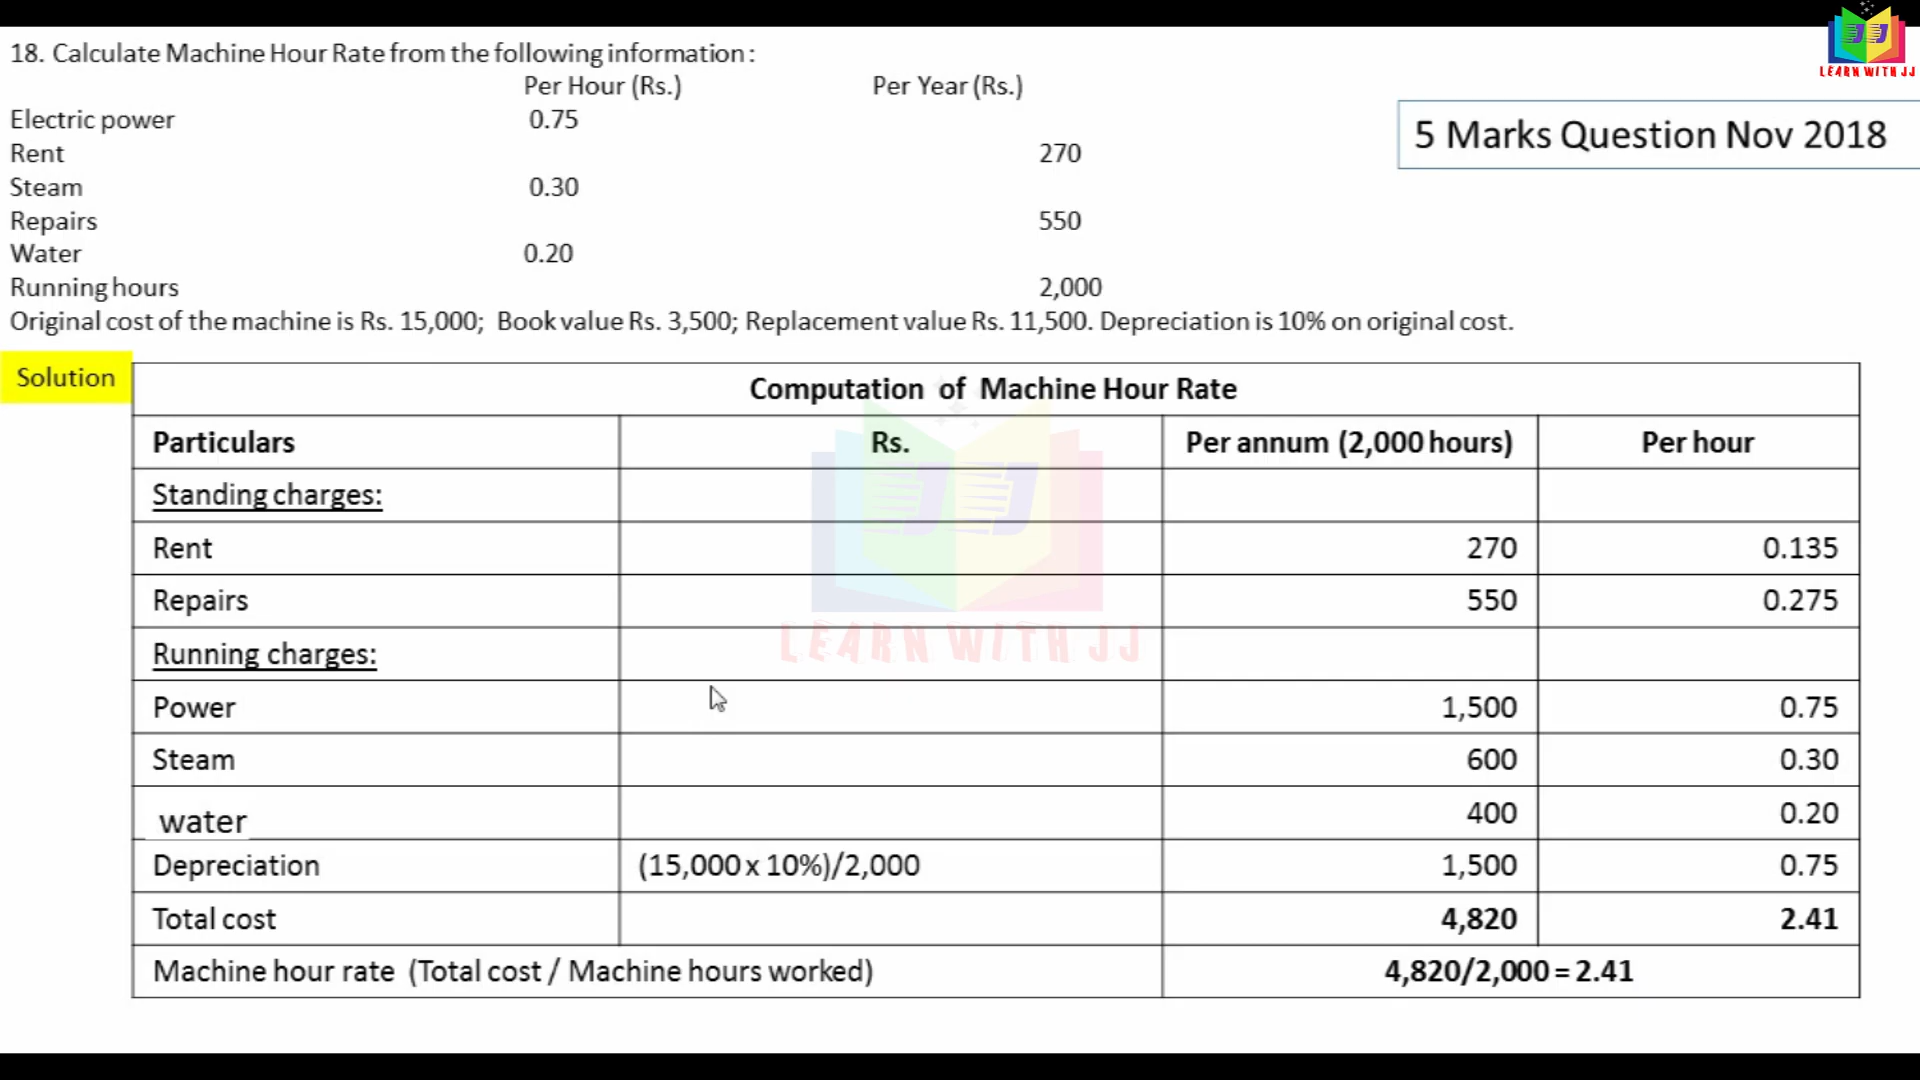 LEARN WITH JJ
18. Calculate Machine Hour Rate from the following information :
Per Hour (Rs.) Per Year (Rs.)
Electric power 0.75
5 Marks Question Nov 2018
Rent 270
Steam 0.30
Repairs 550
Water 0.20
Running hours 2,000
Original cost of the machine is Rs. 15,000; Book value Rs. 3,500; Replacement value Rs. 11,500. Depreciation is 10% on original cost.
Solution
Computation of Machine Hour Rate
Particulars Rs. Per annum (2,000 hours) Per hour
Standing charges:
Rent 270 0.135
Repairs 550 0.275
Running charges:
LEARN WITH JJ
Power 1,500 0.75
Steam 600 0.30
water 400 0.20
Depreciation (15,000 x 10%)/2,000 1,500 0.75
Total cost 4,820 2.41
Machine hour rate (Total cost / Machine hours worked) 4,820/2,000 = 2.41